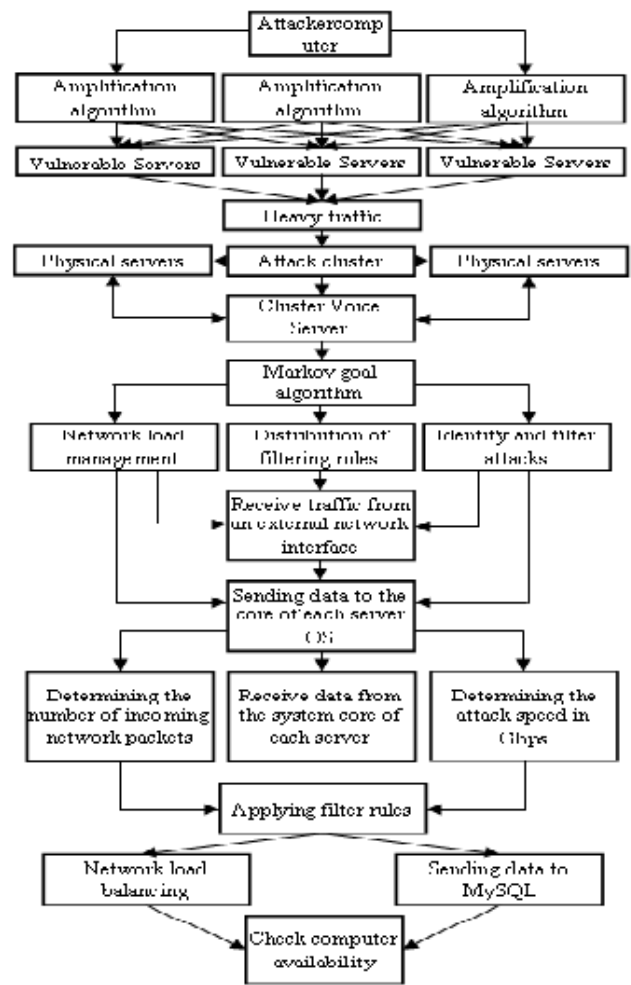 Attackercomp
uter
Amplification
algorithm
Amplification
algorithm
Amplification
algorithm
Vulnerable Servers
Vulnerable Servers
Vulnerable Servers
Heavy traffic
Physical servers
Attack cluster
Physical servers
Cluster Voice
Server
Markov goal
algorithm
Network load
management
Distribution of
filtering rules
Identify and filter
attacks
Receive traffic from
an external network
interface
Sending data to the
core of each server
OS
Determining the
number of incoming
network packets
Receive data from
the system core of
each server
Determining the
attack speed in
Gbps
Applying filter rules
Network load
balancing
Sending data to
MySQL
Check computer
availability